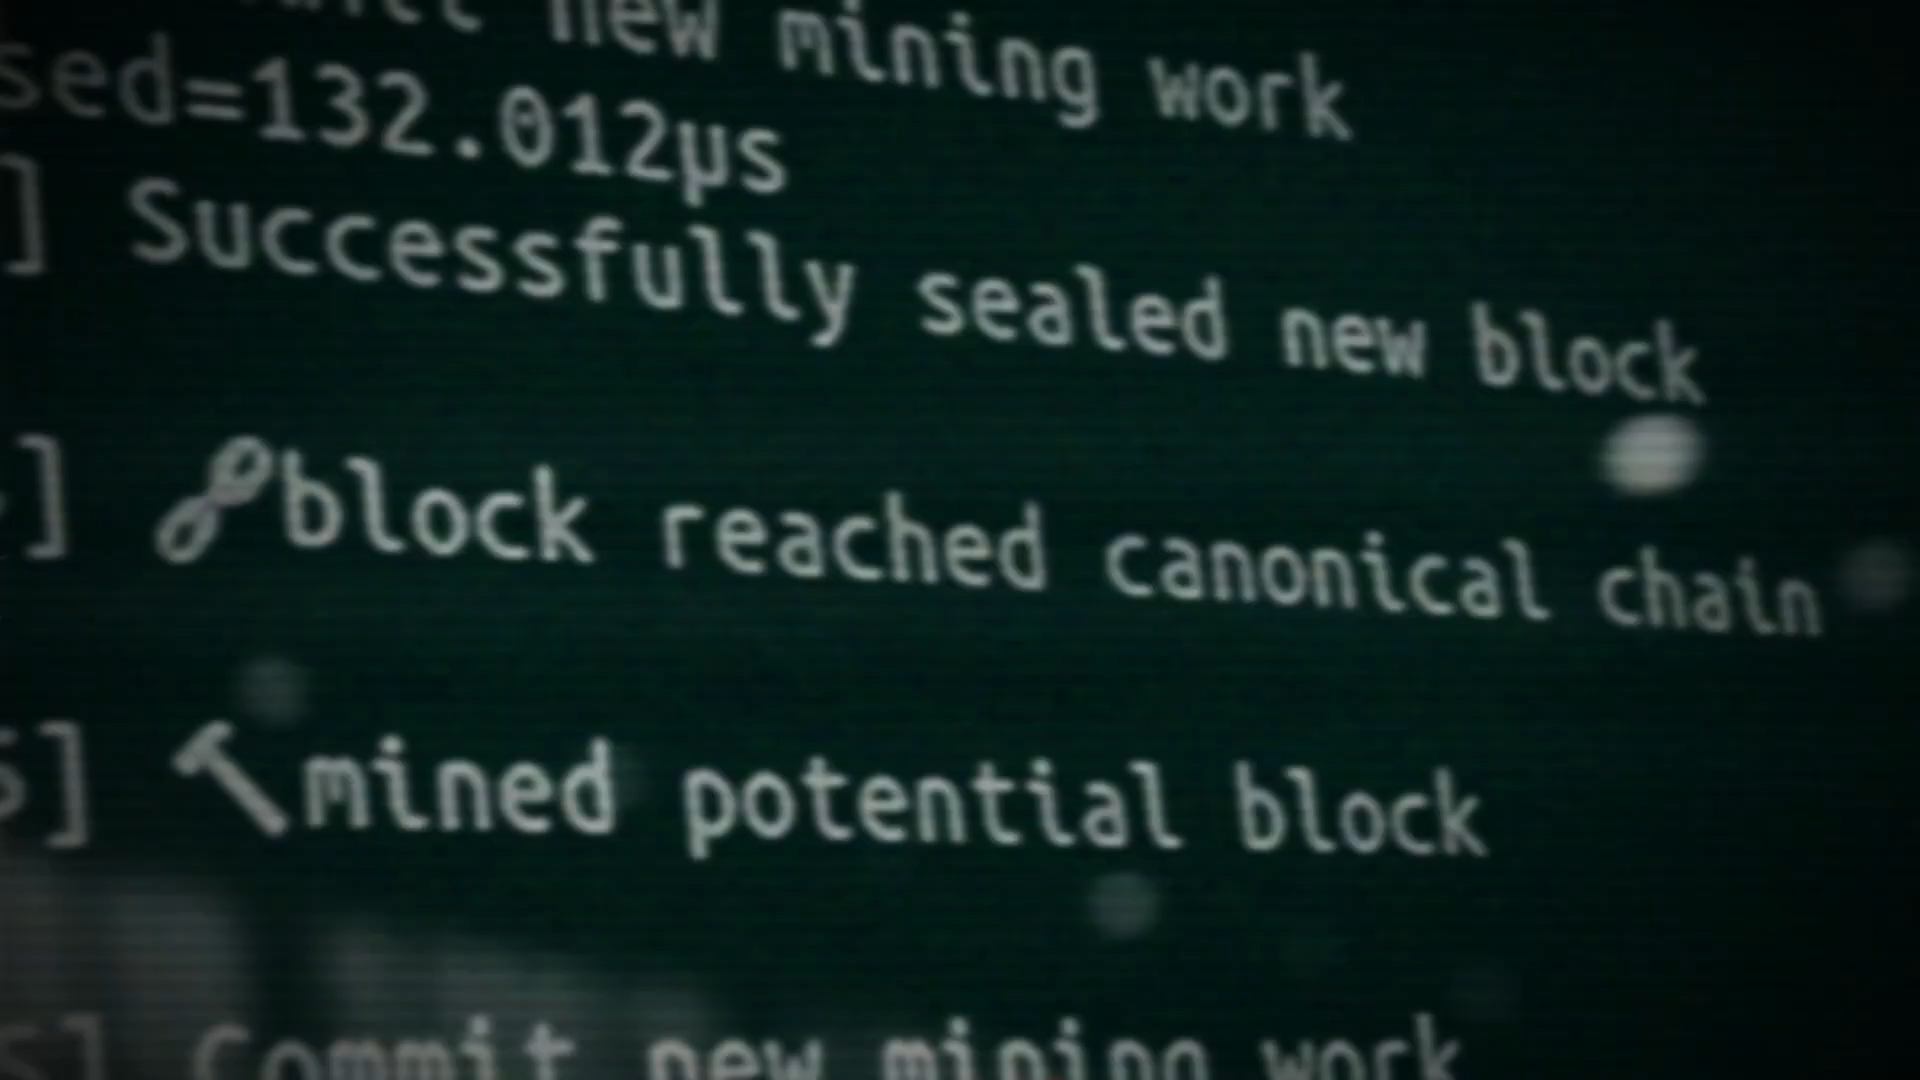 new mining work
sed=132.012µs
] Successfully sealed new block
] 🔗block reached canonical chain
] 🔨mined potential block
] Commit new mining work